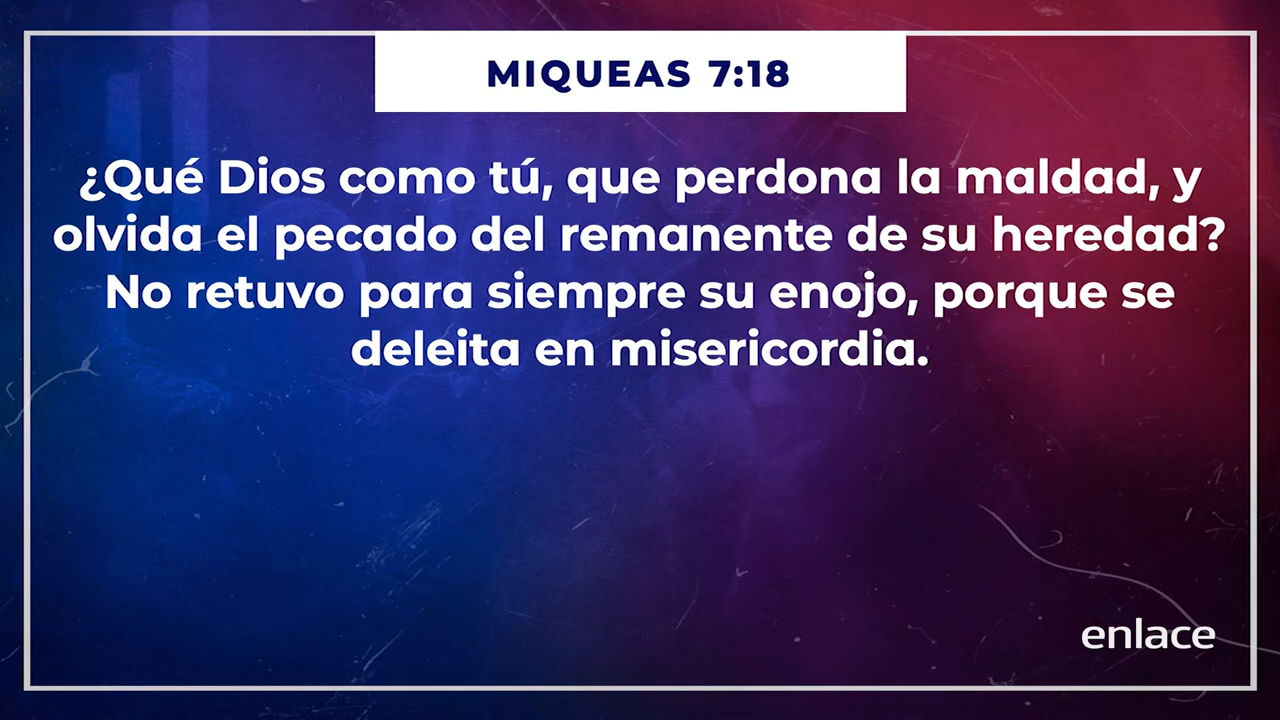 MIQUEAS 7:18
¿Qué Dios como tú, que perdona la maldad, y
olvida el pecado del remanente de su heredad?
No retuvo para siempre su enojo, porque se
deleita en misericordia.
enlace